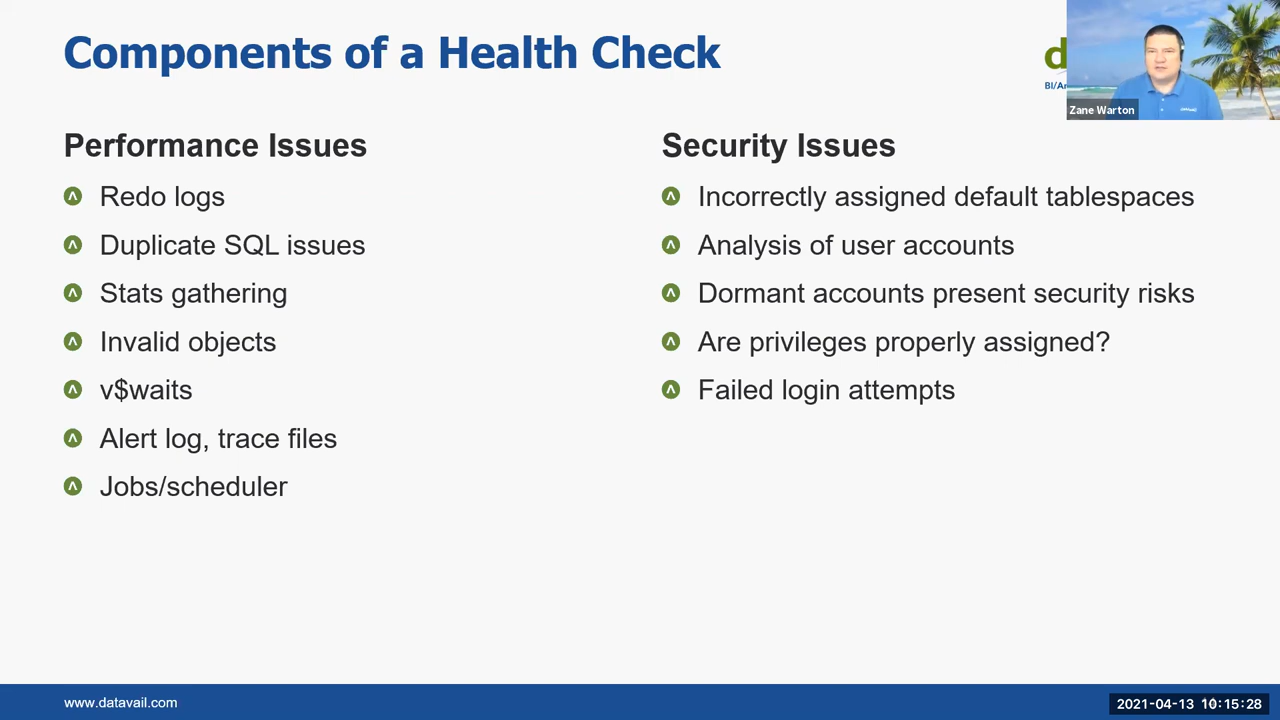 Components of a Health Check
d
BI/A
Zane Warton
Performance Issues
Redo logs
Duplicate SQL issues
Stats gathering
Invalid objects
v$waits
Alert log, trace files
Jobs/scheduler
Security Issues
Incorrectly assigned default tablespaces
Analysis of user accounts
Dormant accounts present security risks
Are privileges properly assigned?
Failed login attempts
www.datavail.com
2021-04-13 10:15:28